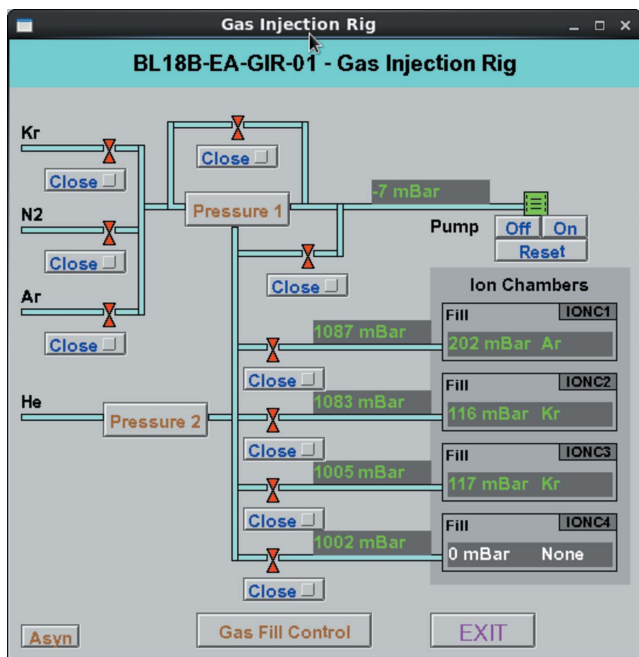 Gas Injection Rig
BL18B-EA-GIR-01 - Gas Injection Rig
Kr
Close
Close
N2
Close
Ar
Close
Pressure 1
-7 mBar
Pump
Off
On
Reset
Close
Ion Chambers
1087 mBar
Fill
IONC1
202 mBar Ar
Close
He
Pressure 2
1083 mBar
Fill
IONC2
116 mBar Kr
Close
1005 mBar
Fill
IONC3
117 mBar Kr
Close
1002 mBar
Fill
IONC4
0 mBar None
Close
Asyn
Gas Fill Control
EXIT